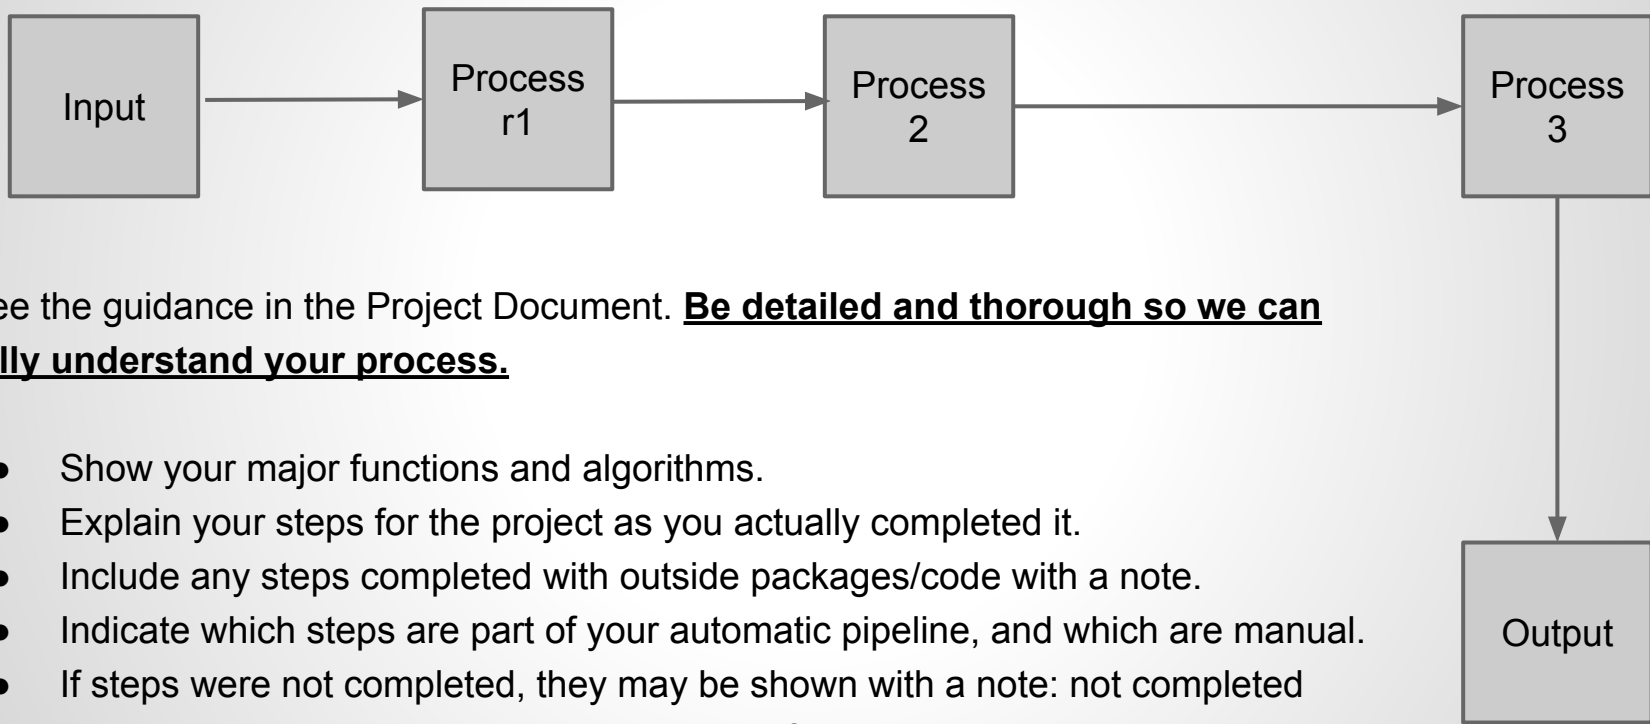 Input
Process
r1
Process
2
Process
3
ee the guidance in the Project Document. Be detailed and thorough so we can
lly understand your process.
● Show your major functions and algorithms.
● Explain your steps for the project as you actually completed it.
● Include any steps completed with outside packages/code with a note.
● Indicate which steps are part of your automatic pipeline, and which are manual.
● If steps were not completed, they may be shown with a note: not completed
Output